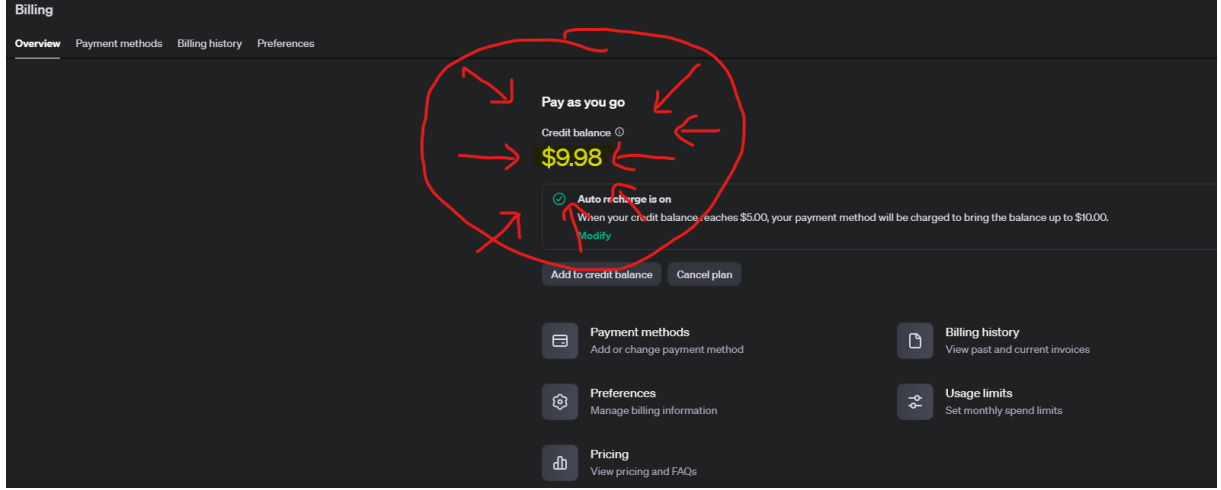 Billing
Overview Payment methods Billing history Preferences
Pay as you go
Credit balance
$9.98
Auto recharge is on
When your credit balance reaches $5.00, your payment method will be charged to bring the balance up to $10.00.
Modify
Add to credit balance Cancel plan
Payment methods
Add or change payment method
Billing history
View past and current invoices
Preferences
Manage billing information
Usage limits
Set monthly spend limits
Pricing
View pricing and FAQs